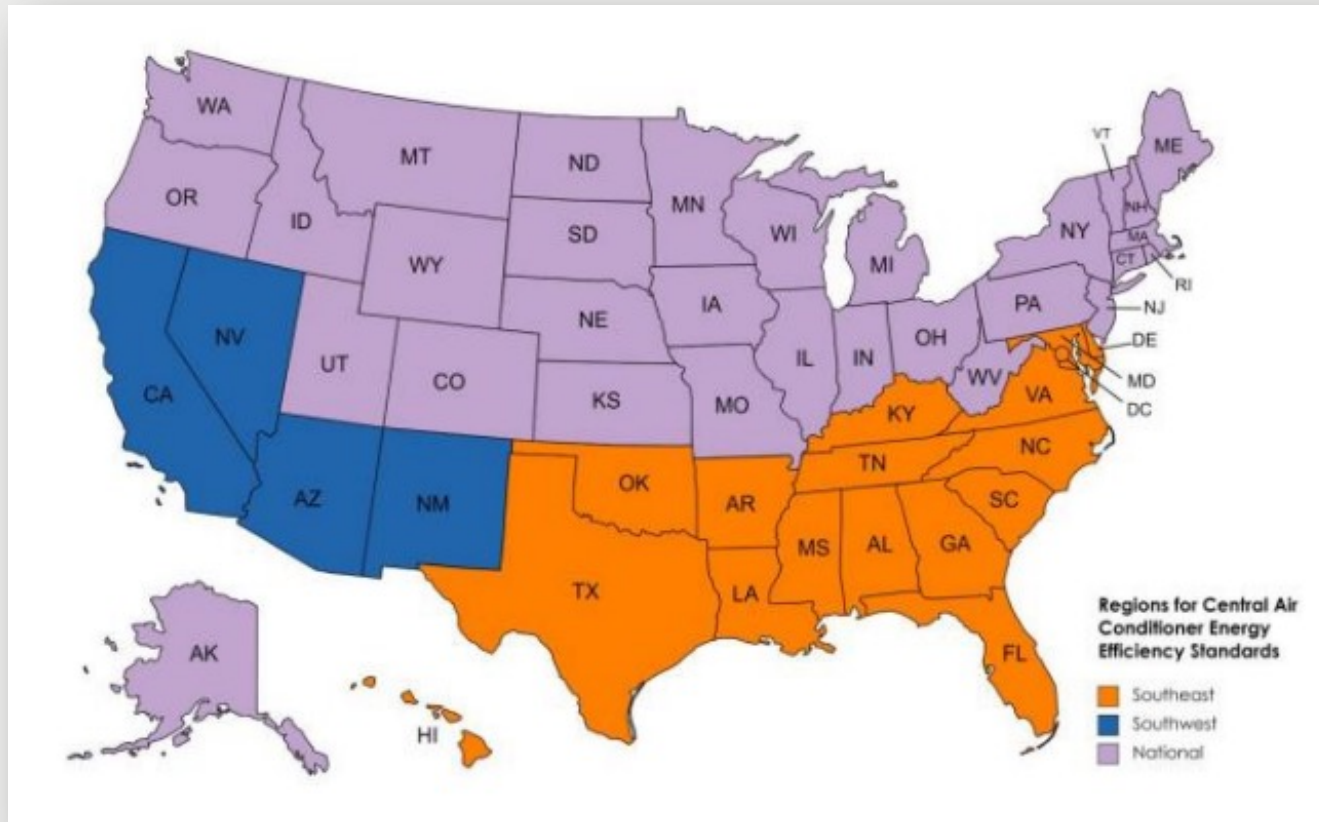 WA
MT
ND
MN
VT
ME
OR
ID
SD
WI
NH
WY
MI
NY
MA
CT
RI
IA
PA
NJ
NE
NV
OH
DE
UT
CO
IL
IN
WV
MD
CA
KS
MO
VA
DC
KY
NC
TN
OK
AR
SC
AZ
NM
MS
AL
GA
TX
LA
FL
AK
HI
Regions for Central Air
Conditioner Energy
Efficiency Standards
Southeast
Southwest
National